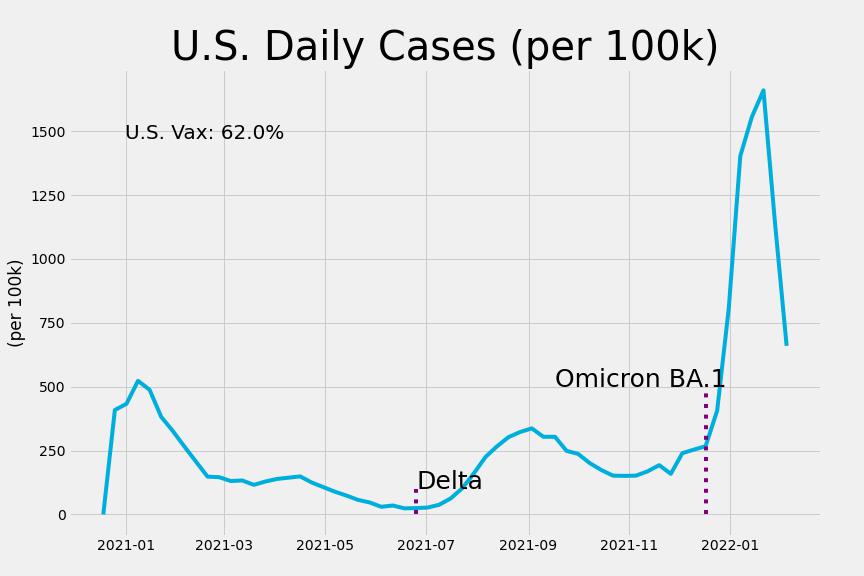 U.S. Daily Cases (per 100k)
U.S. Vax: 62.0%
1500
1250
1000
750
500
250
0
(per 100k)
Omicron BA.1
Delta
2021-01
2021-03
2021-05
2021-07
2021-09
2021-11
2022-01